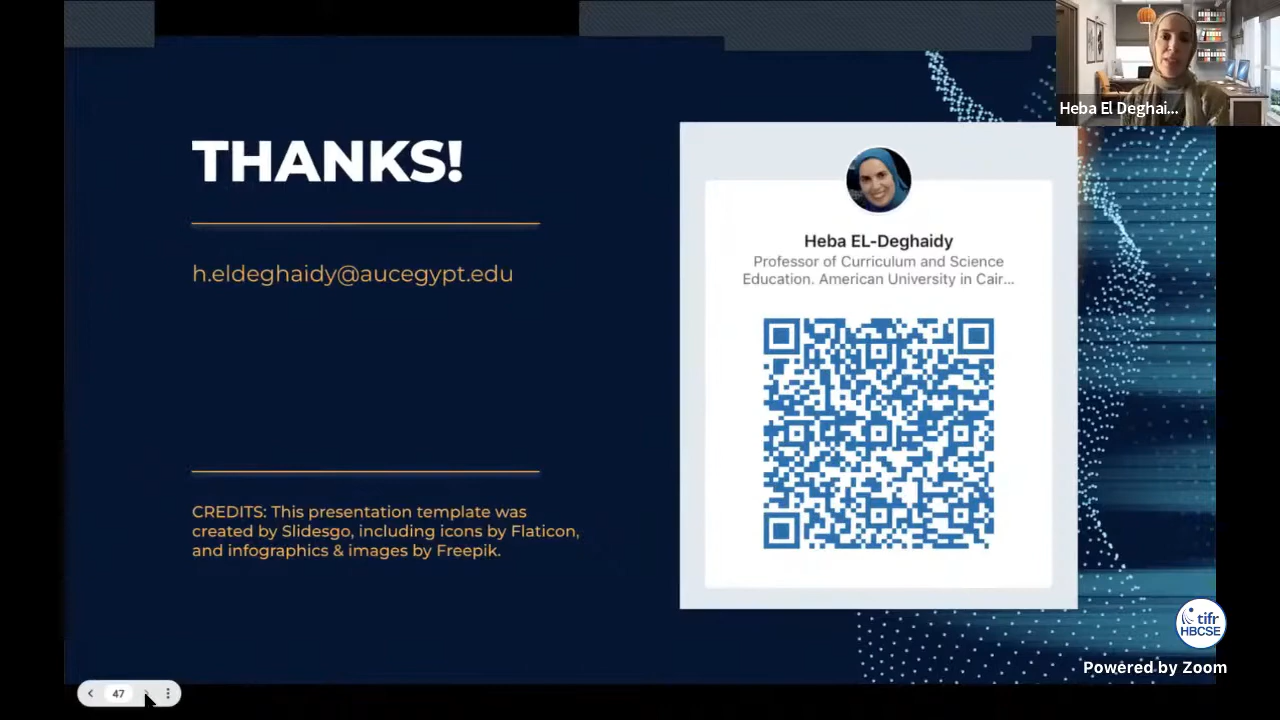 Heba El Deghai...
THANKS!
h.eldeghaidy@aucegypt.edu
CREDITS: This presentation template was
created by Slidesgo, including icons by Flaticon,
and infographics & images by Freepik.
Heba EL-Deghaidy
Professor of Curriculum and Science
Education. American University in Cair...
tifr
HBCSE
Powered by Zoom
47